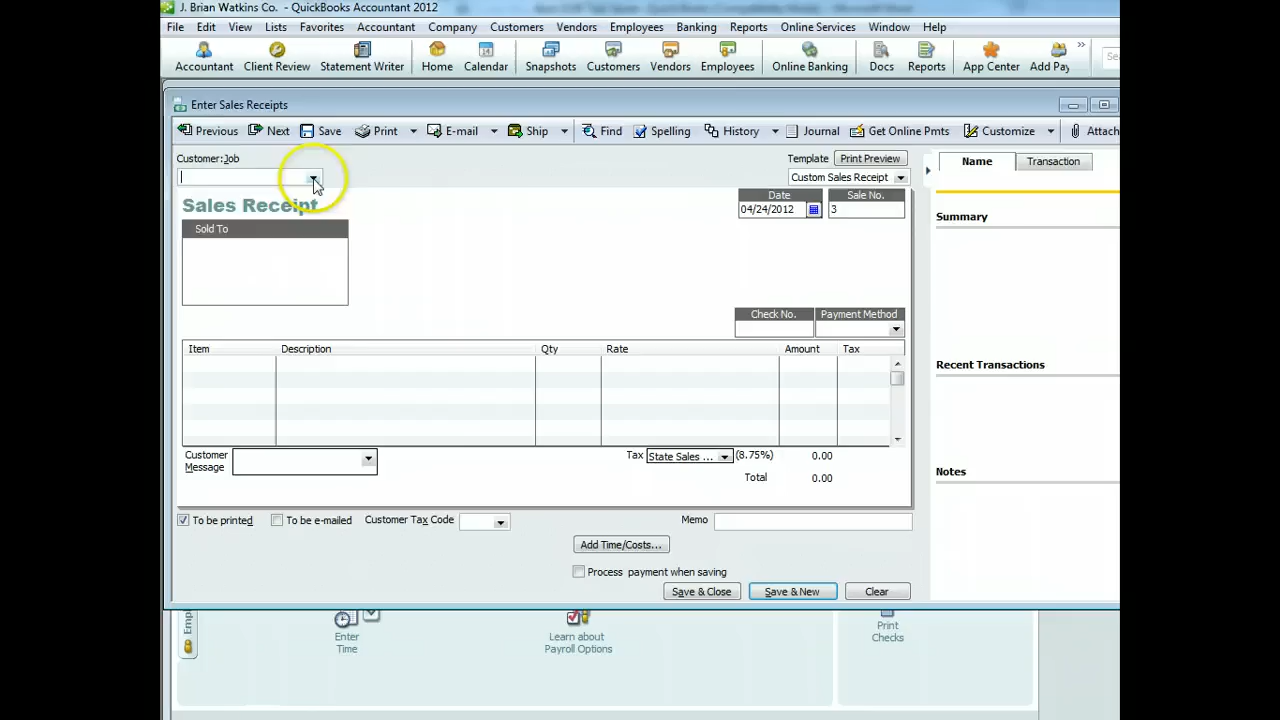 J. Brian Watkins Co. - QuickBooks Accountant 2012
File Edit View Lists Favorites Accountant Company Customers Vendors Employees Banking Reports Online Services Window Help
Accountant Client Review Statement Writer Home Calendar Snapshots Customers Vendors Employees Online Banking Docs Reports App Center Add Pay
Enter Sales Receipts
Previous Next Save Print E-mail Ship Find Spelling History Journal Get Online Pmts Customize Attach
Customer:Job Template Print Preview Name Transaction
Custom Sales Receipt
Sales Receipt Date Sale No.
04/24/2012 3 Summary
Sold To
Check No. Payment Method
Item Description Qty Rate Amount Tax
Recent Transactions
Customer Message Tax State Sales ... (8.75%) 0.00
Total 0.00 Notes
To be printed To be e-mailed Customer Tax Code Memo
Add Time/Costs...
Process payment when saving
Save & Close Save & New Clear
Empl
Enter Time
Learn about Payroll Options
Print Checks